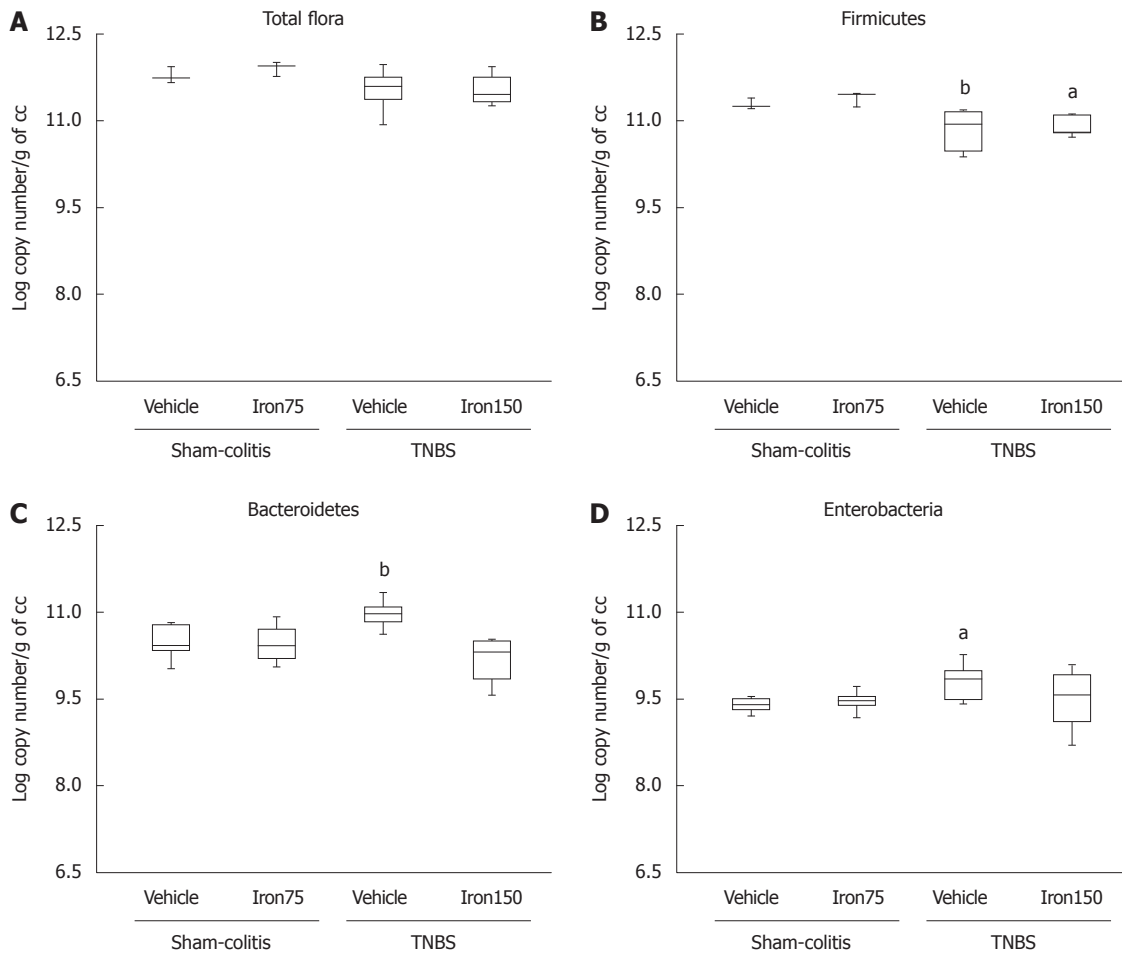 A
Total flora
12.5
11.0
9.5
8.0
6.5
Log copy number/g of cc
Vehicle Iron75 Vehicle Iron150
Sham-colitis TNBS
B
Firmicutes
12.5
11.0
9.5
8.0
6.5
Log copy number/g of cc
b a
Vehicle Iron75 Vehicle Iron150
Sham-colitis TNBS
C
Bacteroidetes
12.5
11.0
9.5
8.0
6.5
Log copy number/g of cc
b
Vehicle Iron75 Vehicle Iron150
Sham-colitis TNBS
D
Enterobacteria
12.5
11.0
9.5
8.0
6.5
Log copy number/g of cc
a
Vehicle Iron75 Vehicle Iron150
Sham-colitis TNBS